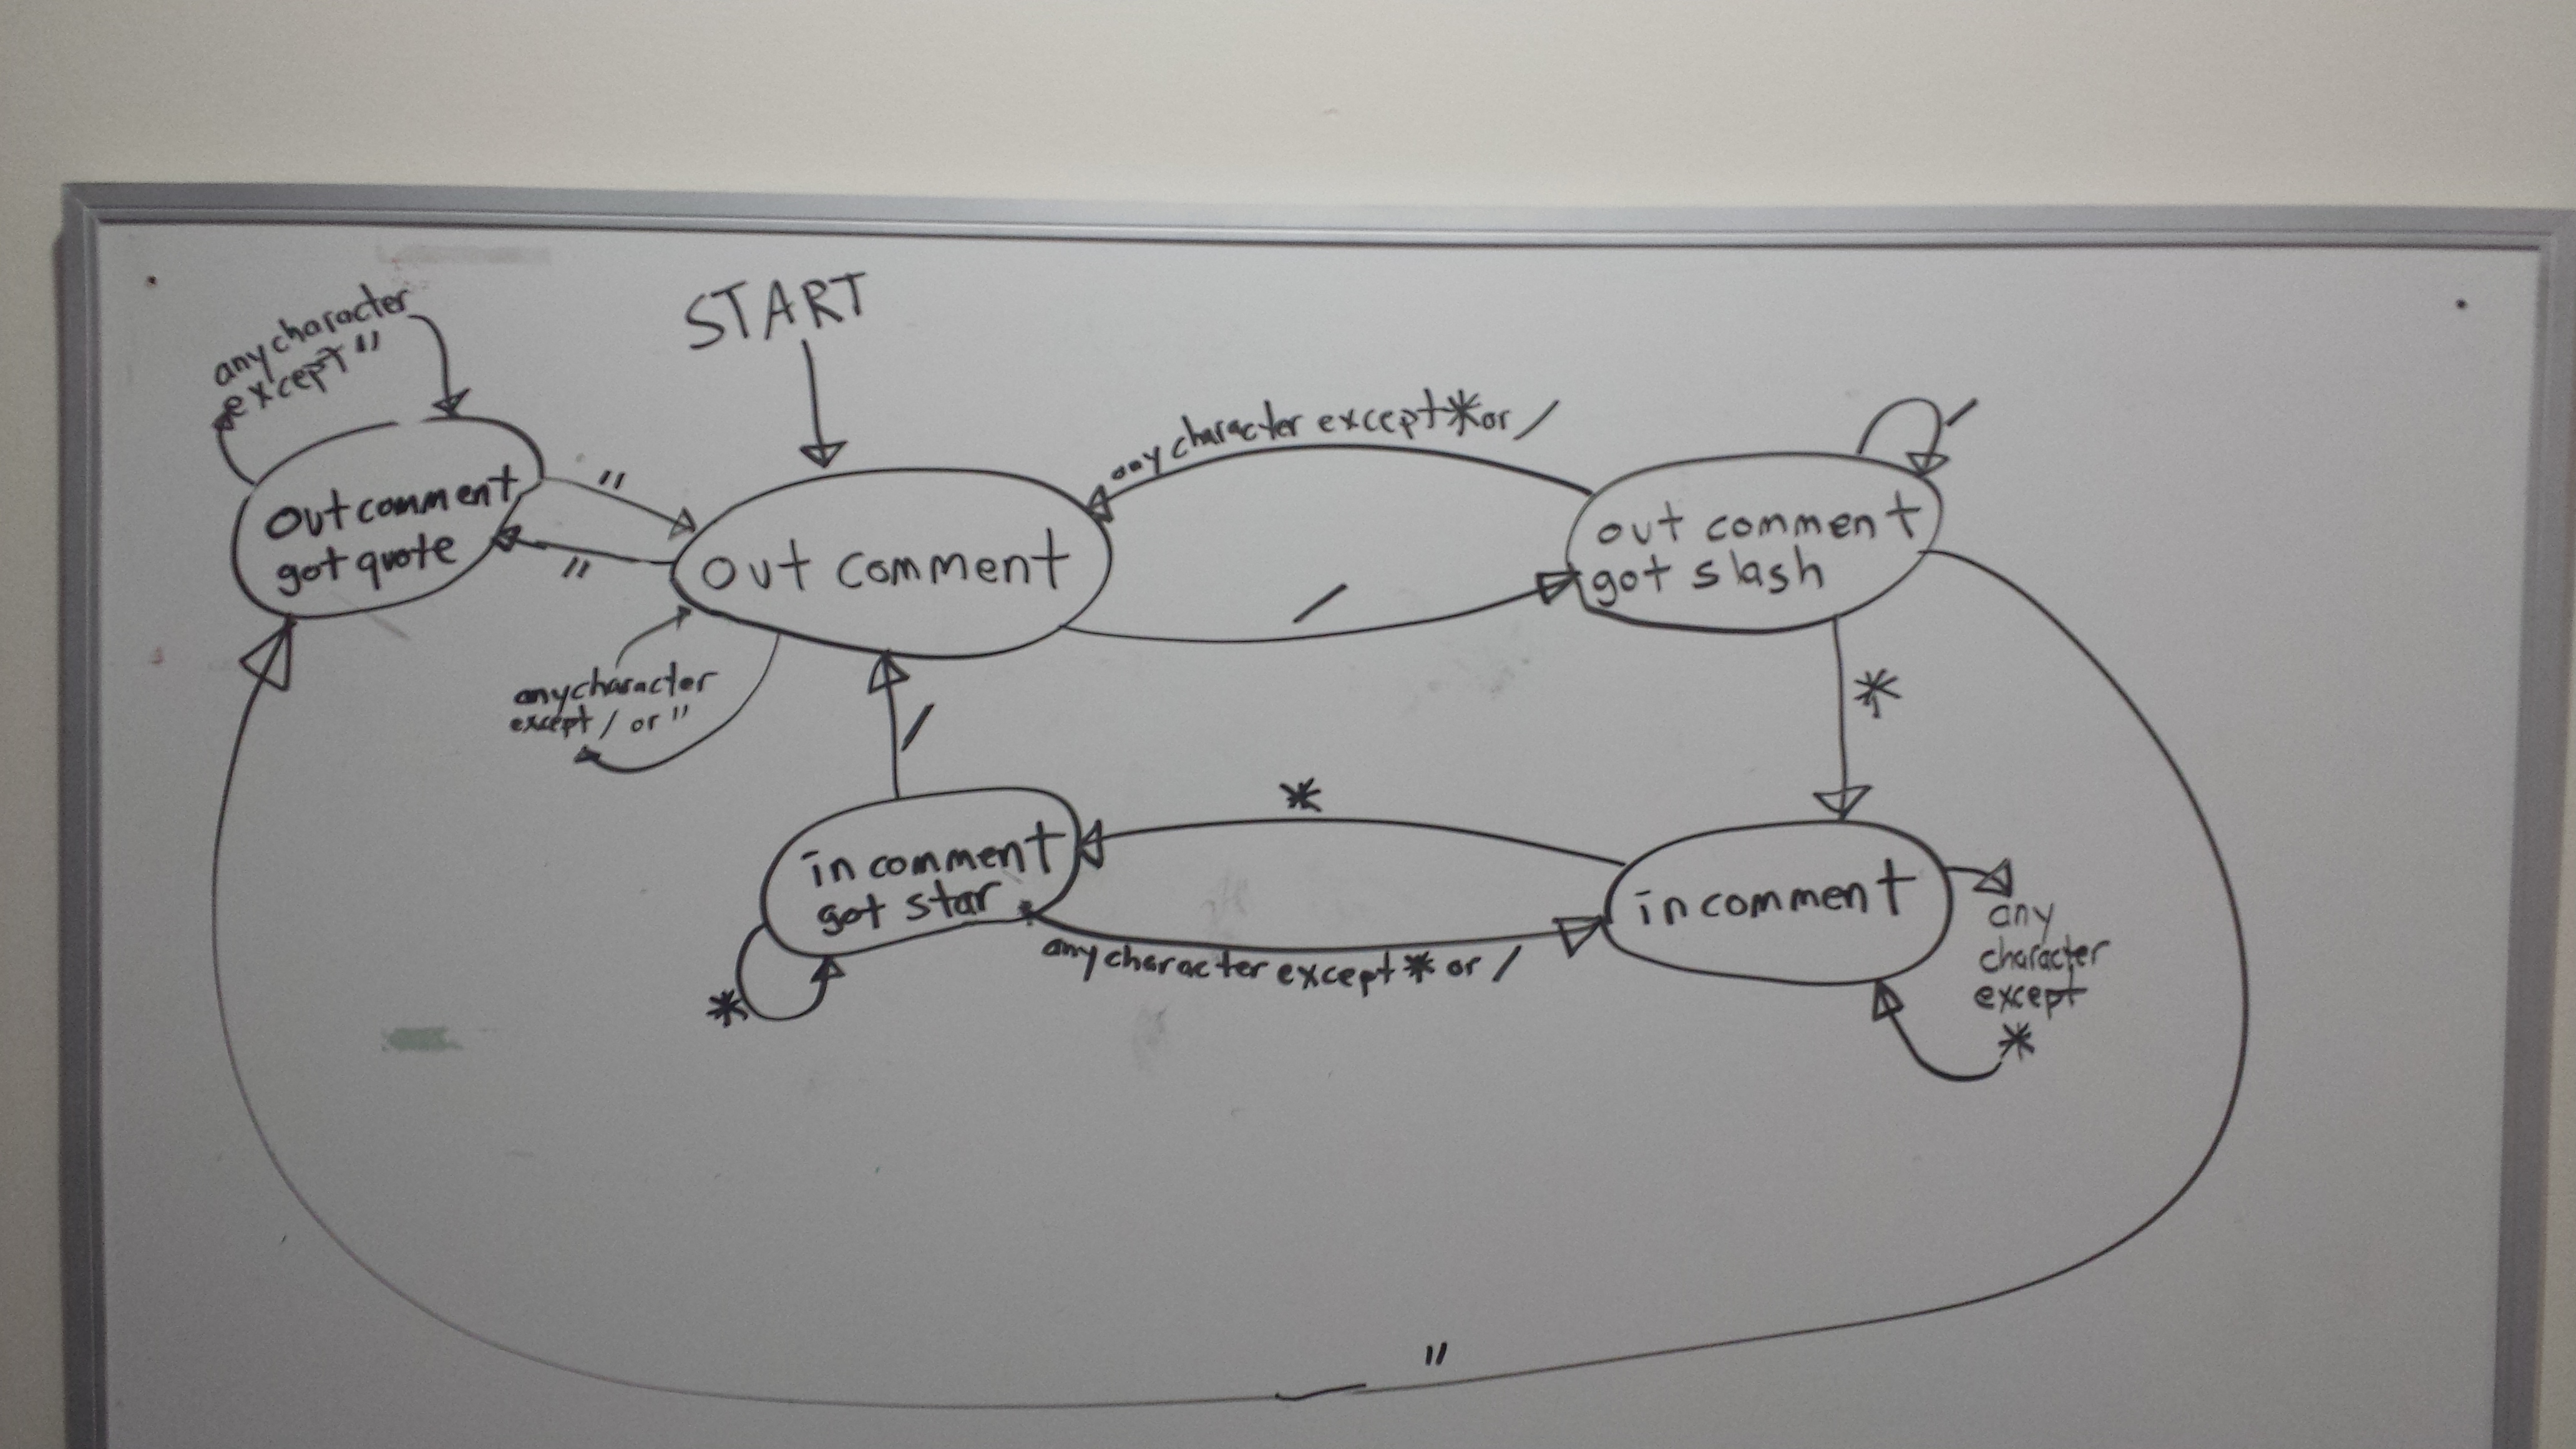 any character
except "
START
any character except * or /
/
"
"
out comment
got quote
out comment
out comment
got slash
/
any character
except / or "
/
*
*
in comment
got star
in comment
any
character
except
*
any character except * or /
*
"